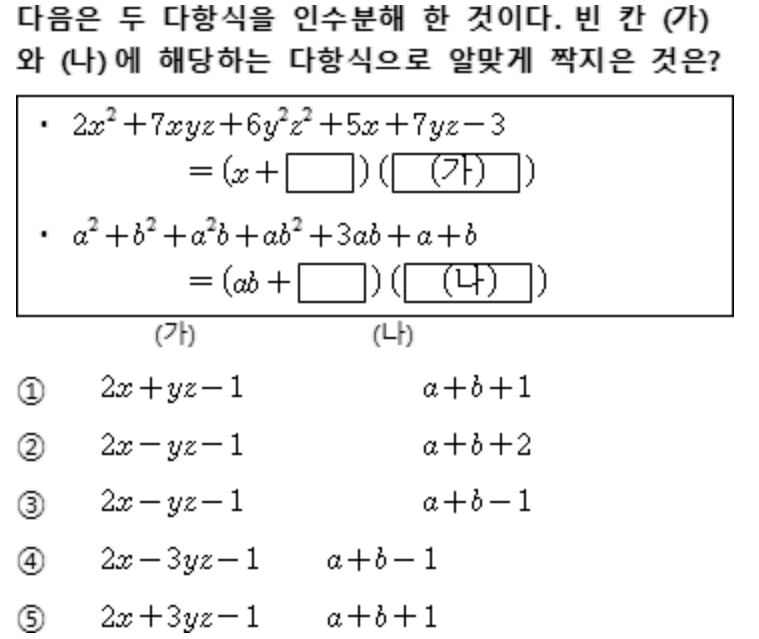 다음은 두 다항식을 인수분해 한 것이다. 빈 칸 (가)
와 (나)에 해당하는 다항식으로 알맞게 짝지은 것은?
· 2x²+7xyz+6y²z²+5x+7yz−3
=(x+□)( (가) )
· a²+b²+a²b+ab²+3ab+a+b
=(ab+□)( (나) )
(가) (나)
① 2x+yz−1 a+b+1
② 2x−yz−1 a+b+2
③ 2x−yz−1 a+b−1
④ 2x−3yz−1 a+b−1
⑤ 2x+3yz−1 a+b+1